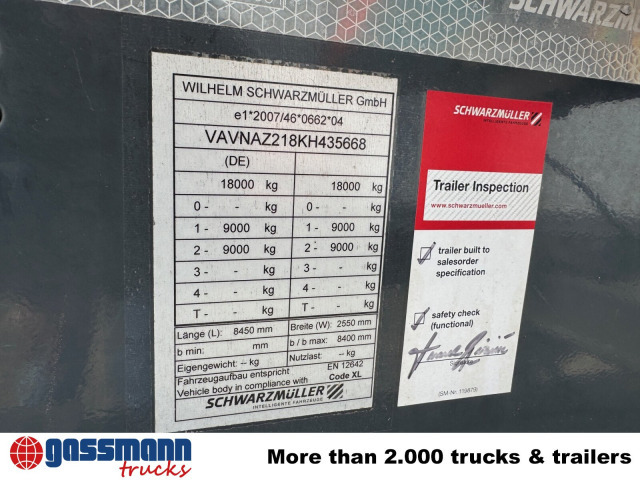 SCHWARZM
WILHELM SCHWARZMÜLLER GmbH
e1*2007/46*0662*04
VAVNAZ218KH435668
(DE)
18000 kg 18000 kg
0 - - kg 0 - - kg
1 - 9000 kg 1 - 9000 kg
2 - 9000 kg 2 - 9000 kg
3 - - kg 3 - - kg
4 - - kg 4 - - kg
T - - kg T - - kg
Länge (L): 8450 mm Breite (W): 2550 mm
b min: mm b / b max: 8400 mm
Eigengewicht: -- kg Nutzlast: -- kg
Fahrzeugaufbau entspricht EN 12642
Vehicle body in compliance with Code XL
SCHWARZMÜLLER
INTELLIGENTE FAHRZEUGE
SCHWARZMÜLLER
Trailer Inspection
www.schwarzmueller.com
trailer built to
salesorder
specification
safety check
(functional)
gassmann
trucks
More than 2.000 trucks & trailers